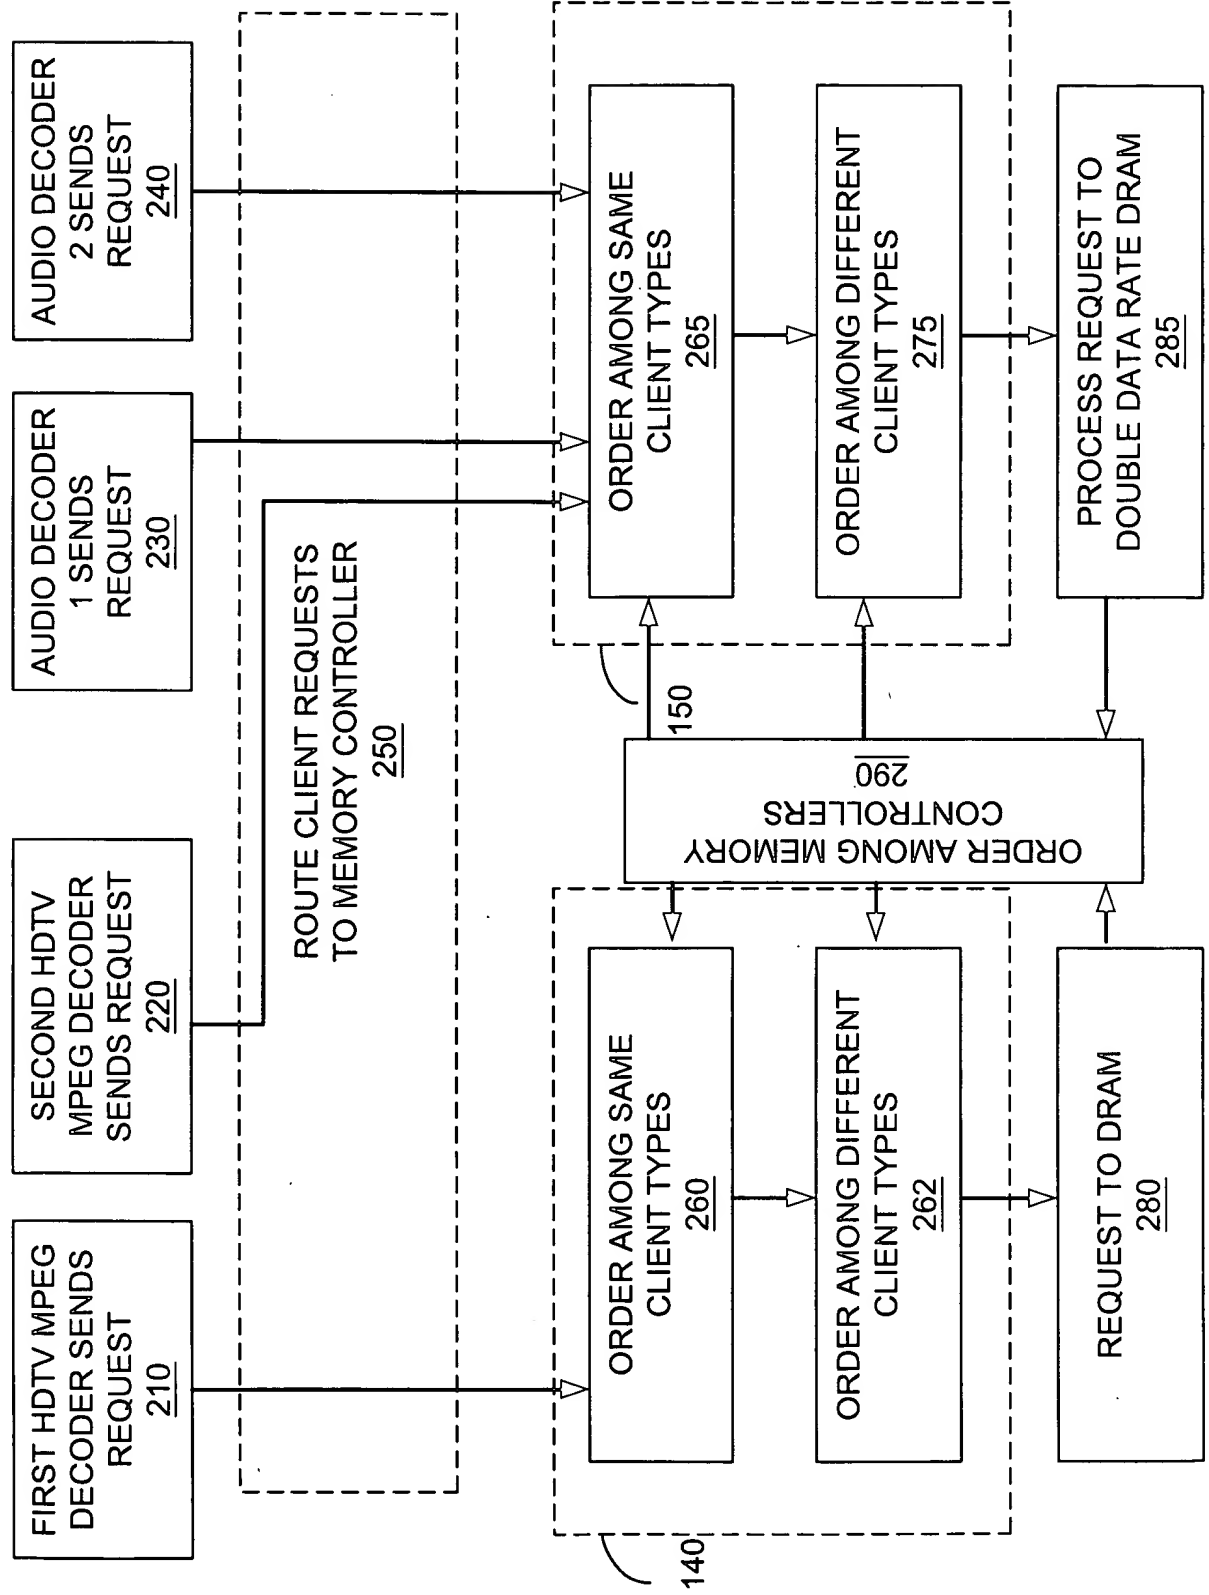 FIRST HDTV MPEG
DECODER SENDS
REQUEST
210
SECOND HDTV
MPEG DECODER
SENDS REQUEST
220
AUDIO DECODER
1 SENDS
REQUEST
230
AUDIO DECODER
2 SENDS
REQUEST
240
ROUTE CLIENT REQUESTS
TO MEMORY CONTROLLER
250
140
ORDER AMONG SAME
CLIENT TYPES
260
ORDER AMONG DIFFERENT
CLIENT TYPES
262
REQUEST TO DRAM
280
ORDER AMONG MEMORY
CONTROLLERS
290
150
ORDER AMONG SAME
CLIENT TYPES
265
ORDER AMONG DIFFERENT
CLIENT TYPES
275
PROCESS REQUEST TO
DOUBLE DATA RATE DRAM
285